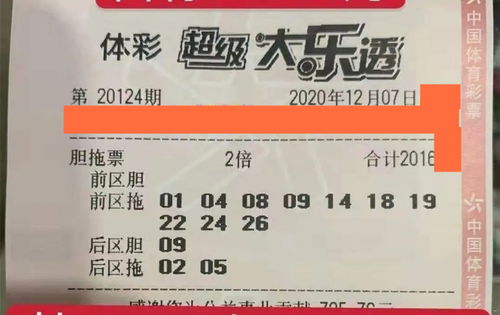 体彩 超级大乐透
第 20124期 2020年12月07日
胆拖票 2倍 合计2016
前区胆
前区拖 01 04 08 09 14 18 19
22 24 26
后区胆 09
后区拖 02 05
中国体育彩票
中国体育彩票